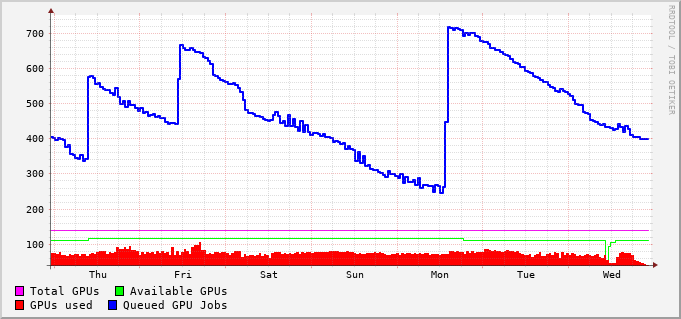 700
600
500
400
300
200
100
Thu Fri Sat Sun Mon Tue Wed
Total GPUs Available GPUs
GPUs used Queued GPU Jobs
RRDTOOL / TOBI OETIKER